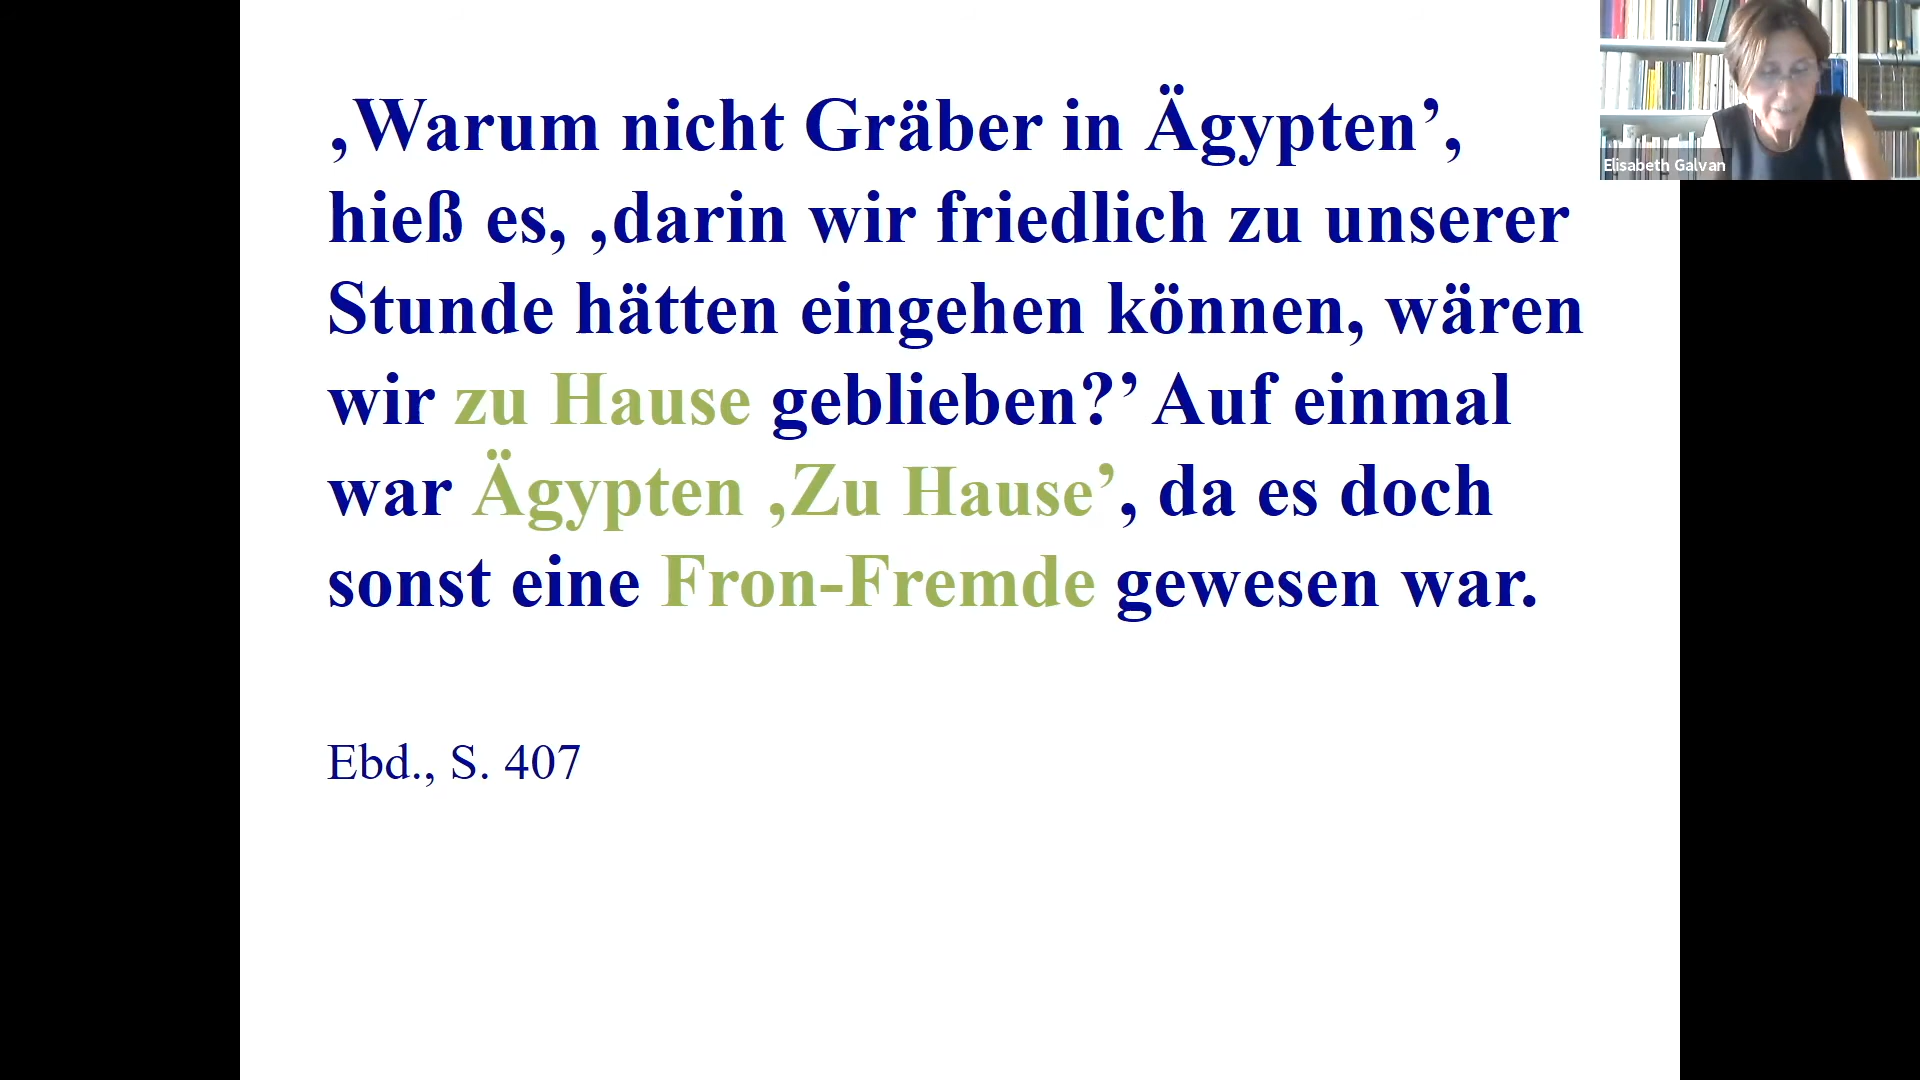 ‚Warum nicht Gräber in Ägypten’,
hieß es, ‚darin wir friedlich zu unserer
Stunde hätten eingehen können, wären
wir zu Hause geblieben?’ Auf einmal
war Ägypten ‚Zu Hause’, da es doch
sonst eine Fron-Fremde gewesen war.
Ebd., S. 407
Elisabeth Galvan